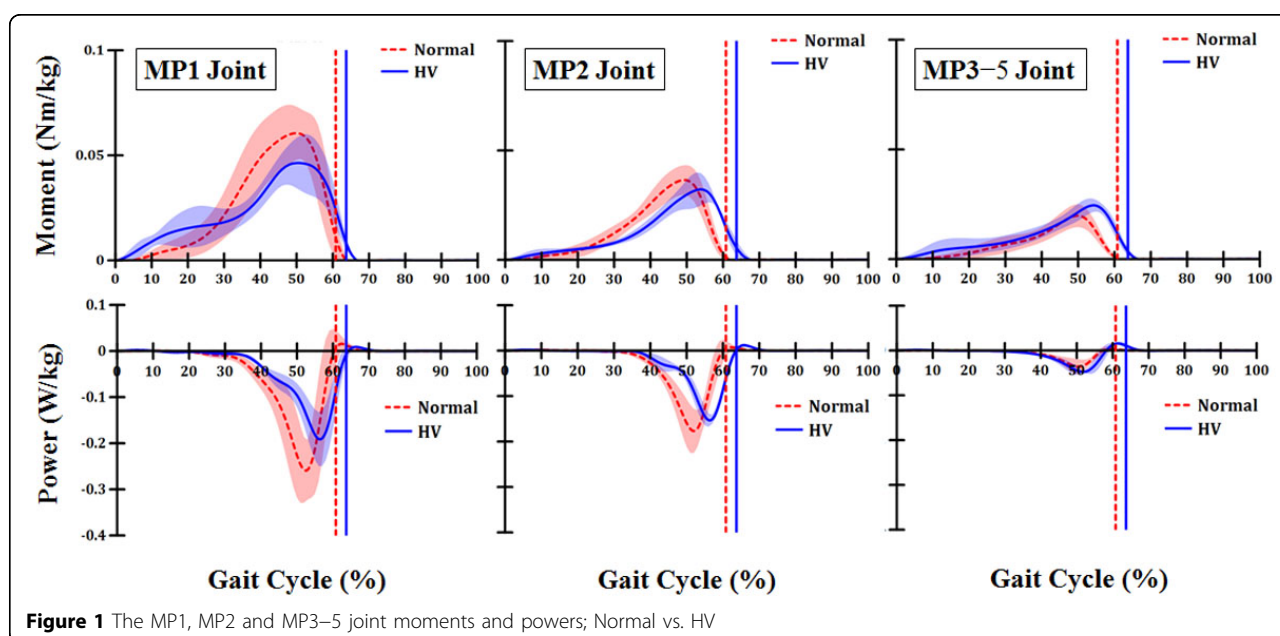 MP1 Joint
Normal
HV
MP2 Joint
Normal
HV
MP3−5 Joint
Normal
HV
Moment (Nm/kg)
0.1
0.05
0
0 10 20 30 40 50 60 70 80 90 100
0 10 20 30 40 50 60 70 80 90 100
0 10 20 30 40 50 60 70 80 90 100
Power (W/kg)
0.1
0
-0.1
-0.2
-0.3
-0.4
0 10 20 30 40 50 60 70 80 90 100
0 10 20 30 40 50 60 70 80 90 100
0 10 20 30 40 50 60 70 80 90 100
Normal
HV
Normal
HV
Normal
HV
Gait Cycle (%)
Gait Cycle (%)
Gait Cycle (%)
Figure 1 The MP1, MP2 and MP3–5 joint moments and powers; Normal vs. HV